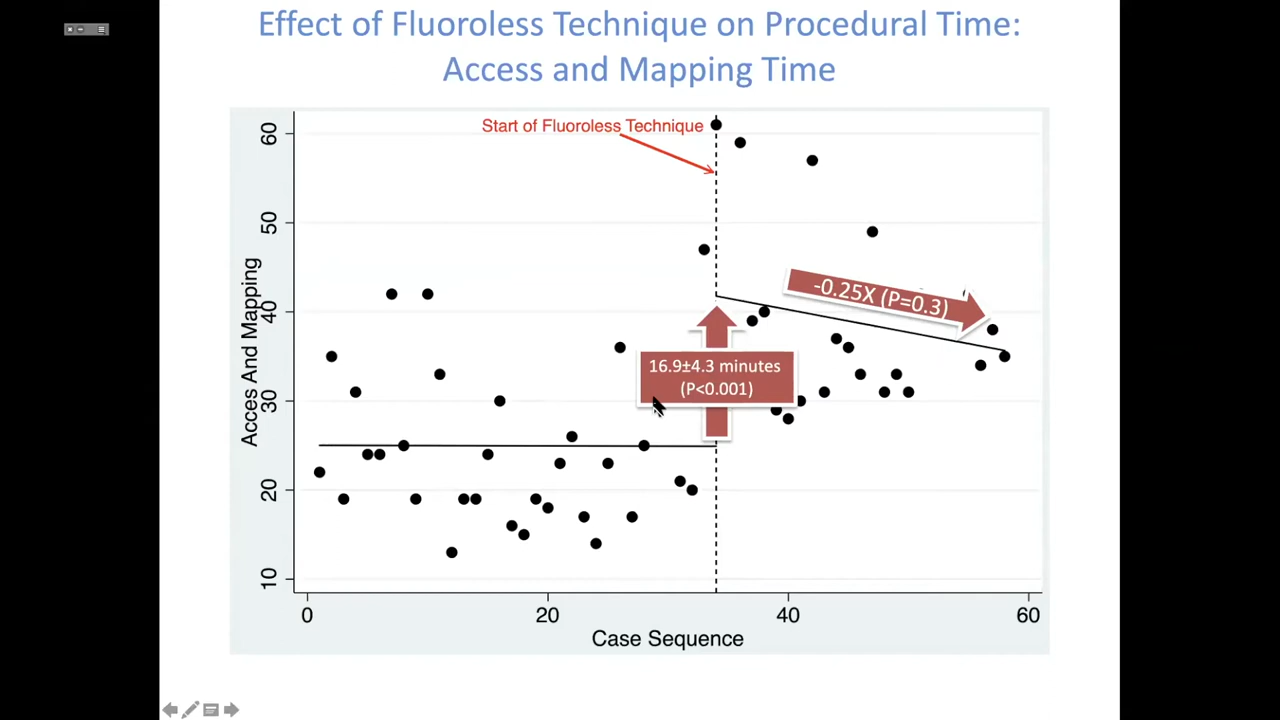 Effect of Fluoroless Technique on Procedural Time:
Access and Mapping Time
Start of Fluoroless Technique
60
50
40
30
20
10
Acces And Mapping
-0.25X (P=0.3)
16.9±4.3 minutes
(P<0.001)
0
20
40
60
Case Sequence